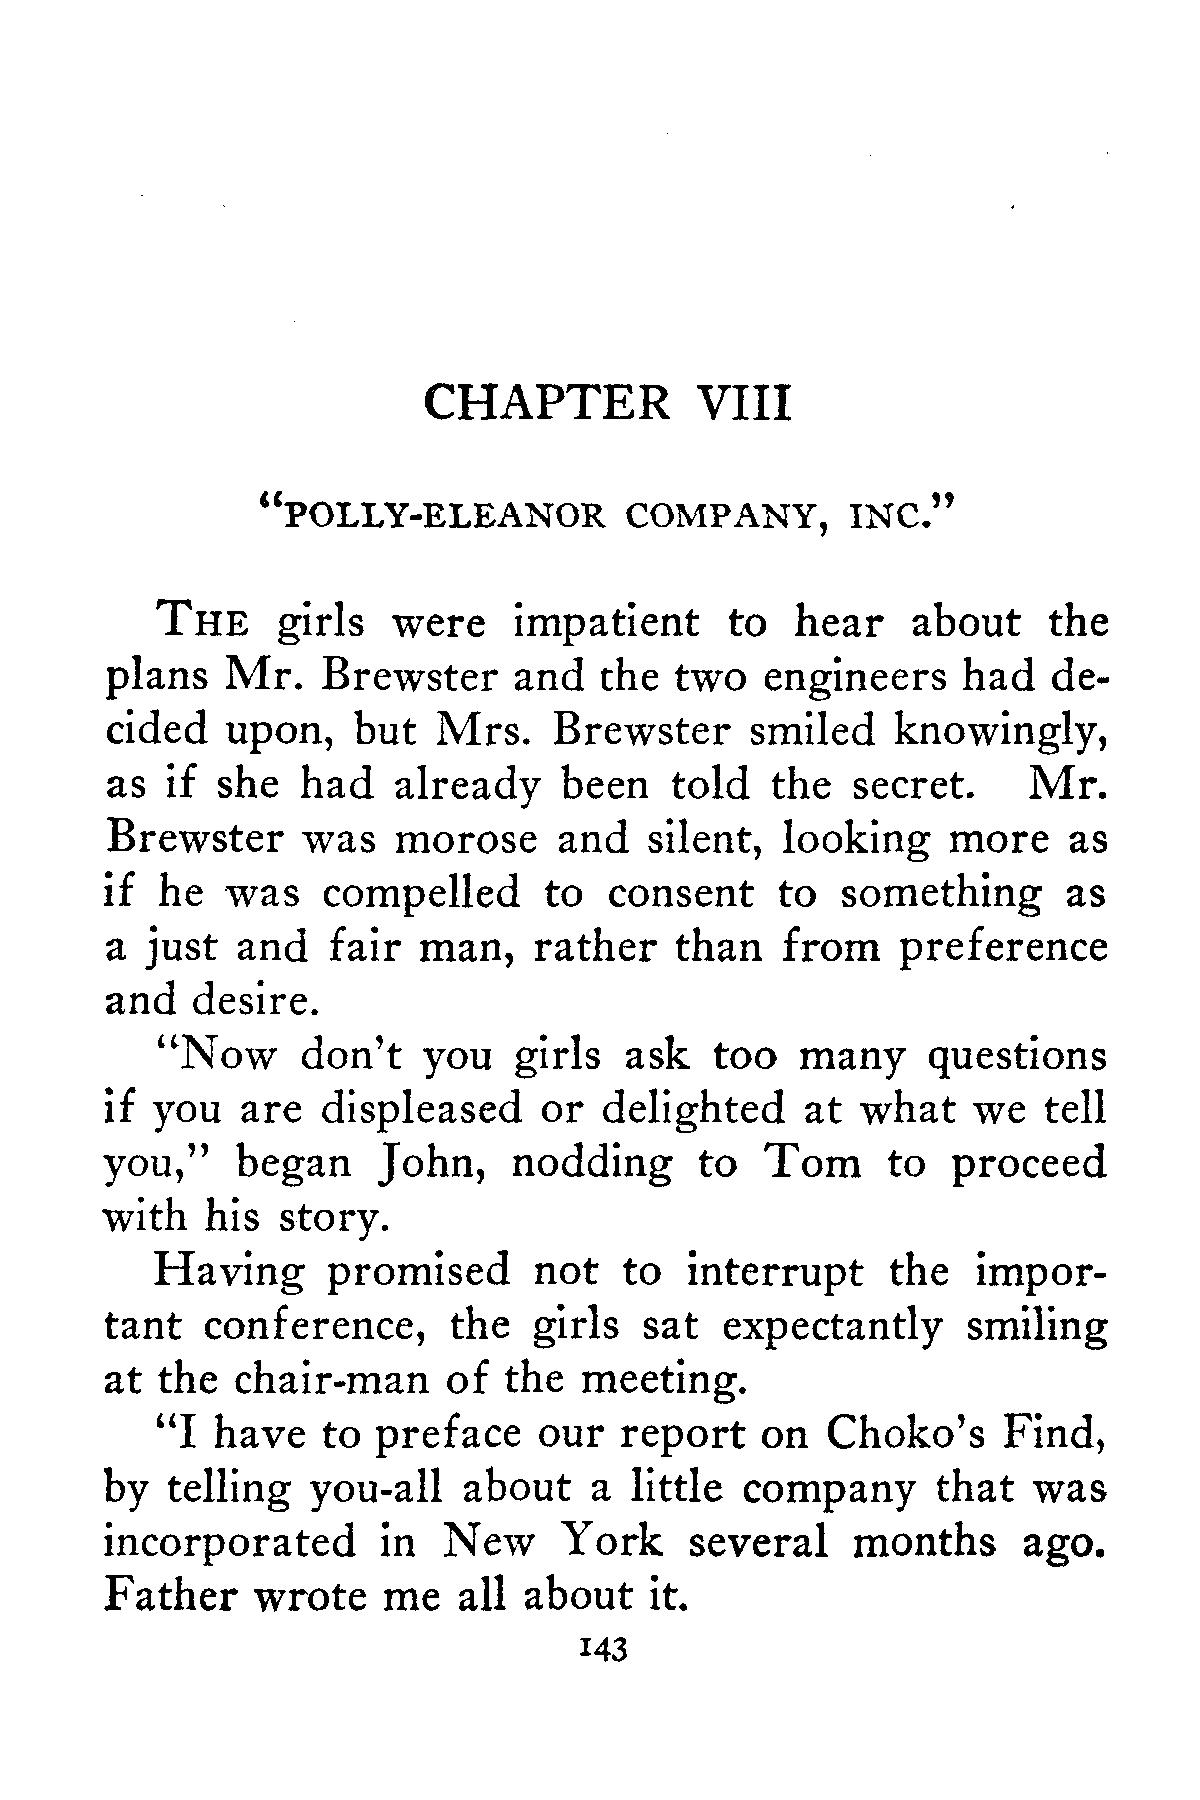 CHAPTER VIII
“POLLY-ELEANOR COMPANY, INC.”
THE girls were impatient to hear about the
plans Mr. Brewster and the two engineers had de-
cided upon, but Mrs. Brewster smiled knowingly,
as if she had already been told the secret. Mr.
Brewster was morose and silent, looking more as
if he was compelled to consent to something as
a just and fair man, rather than from preference
and desire.
“Now don’t you girls ask too many questions
if you are displeased or delighted at what we tell
you,” began John, nodding to Tom to proceed
with his story.
Having promised not to interrupt the impor-
tant conference, the girls sat expectantly smiling
at the chair-man of the meeting.
“I have to preface our report on Choko’s Find,
by telling you-all about a little company that was
incorporated in New York several months ago.
Father wrote me all about it.
143